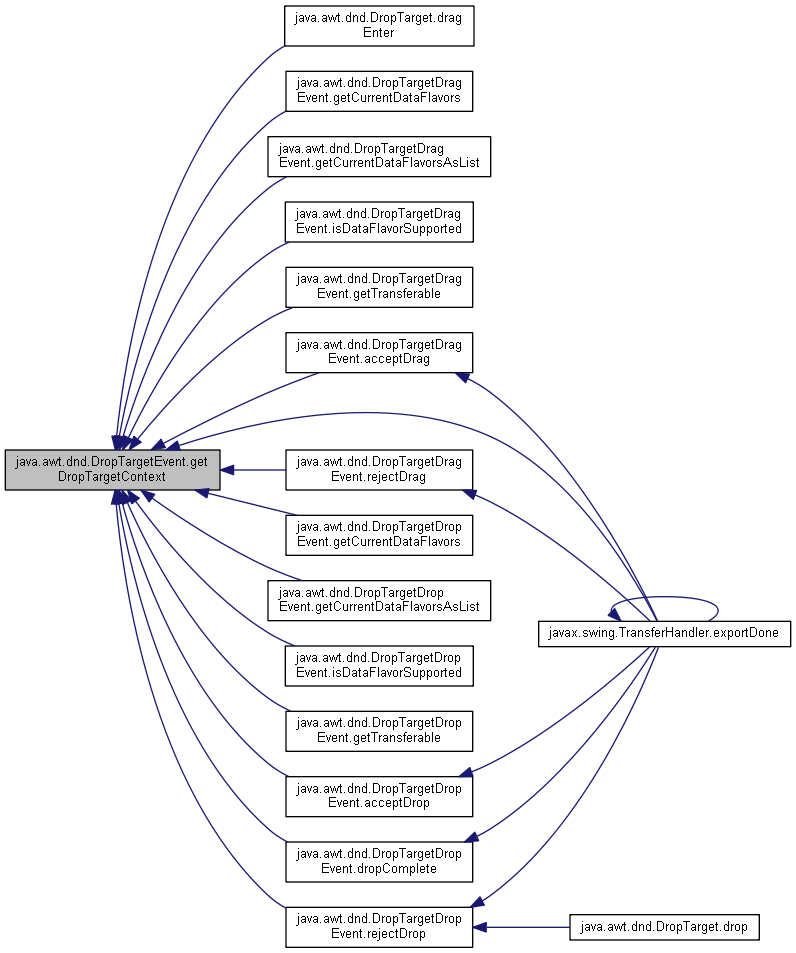 java.awt.dnd.DropTarget.drag
Enter
java.awt.dnd.DropTargetDrag
Event.getCurrentDataFlavors
java.awt.dnd.DropTargetDrag
Event.getCurrentDataFlavorsAsList
java.awt.dnd.DropTargetDrag
Event.isDataFlavorSupported
java.awt.dnd.DropTargetDrag
Event.getTransferable
java.awt.dnd.DropTargetDrag
Event.acceptDrag
java.awt.dnd.DropTargetEvent.get
DropTargetContext
java.awt.dnd.DropTargetDrag
Event.rejectDrag
java.awt.dnd.DropTargetDrop
Event.getCurrentDataFlavors
java.awt.dnd.DropTargetDrop
Event.getCurrentDataFlavorsAsList
javax.swing.TransferHandler.exportDone
java.awt.dnd.DropTargetDrop
Event.isDataFlavorSupported
java.awt.dnd.DropTargetDrop
Event.getTransferable
java.awt.dnd.DropTargetDrop
Event.acceptDrop
java.awt.dnd.DropTargetDrop
Event.dropComplete
java.awt.dnd.DropTargetDrop
Event.rejectDrop
java.awt.dnd.DropTarget.drop